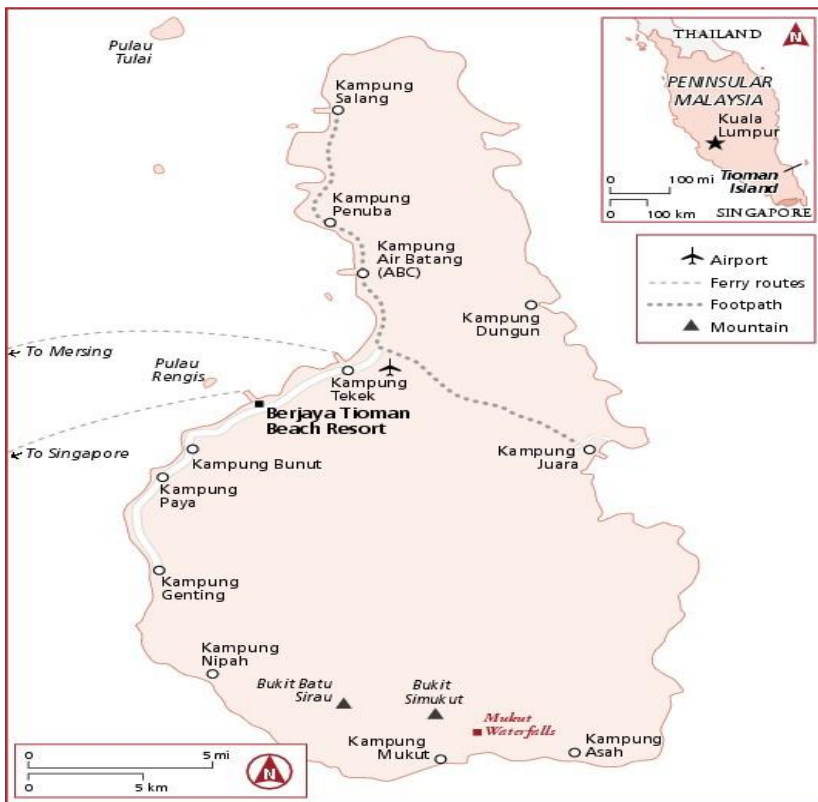 Pulau
Tulai
Kampung
Salang
Kampung
Penuba
Kampung
Air Batang
(ABC)
Kampung
Dungun
To Mersing
Pulau
Rengis
Kampung
Tekek
Berjaya Tioman
Beach Resort
To Singapore
Kampung Bunut
Kampung
Juara
Kampung
Paya
Kampung
Genting
Kampung
Nipah
Bukit Batu
Sirau
Bukit
Simukut
Mukut
Waterfalls
Kampung
Mukut
Kampung
Asah
0 5 mi
0 5 km
N
THAILAND
N
PENINSULAR
MALAYSIA
Kuala
Lumpur
Tioman
Island
0 100 mi
0 100 km
SINGAPORE
Airport
Ferry routes
Footpath
Mountain